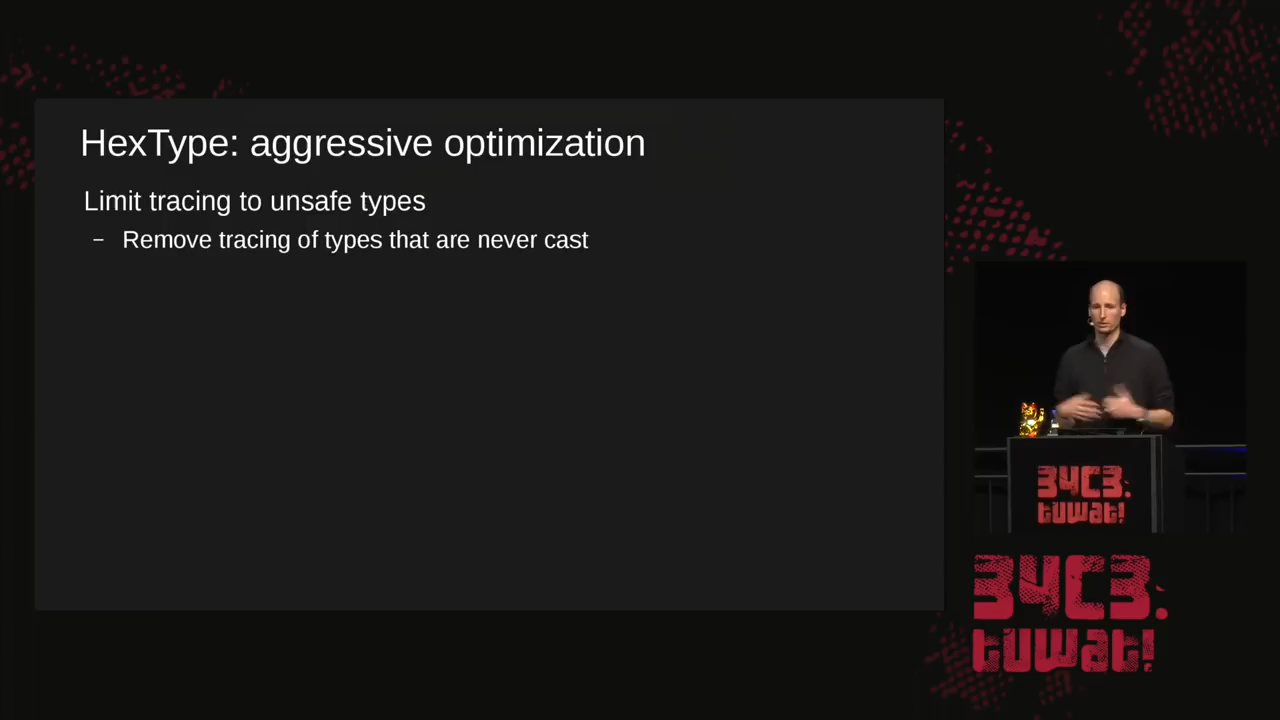 HexType: aggressive optimization
Limit tracing to unsafe types
– Remove tracing of types that are never cast
34C3.
tuwat!
34C3.
tuwat!